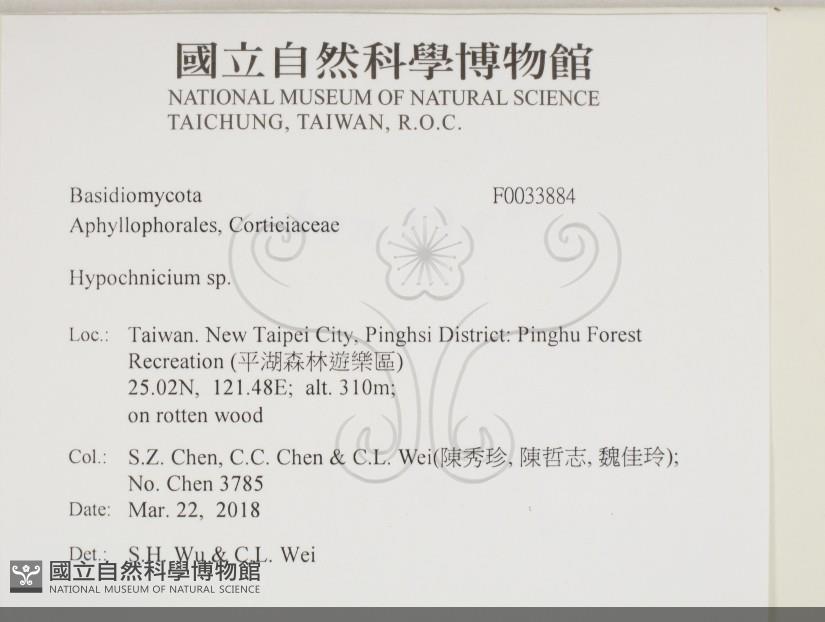 國立自然科學博物館
NATIONAL MUSEUM OF NATURAL SCIENCE
TAICHUNG, TAIWAN, R.O.C.
Basidiomycota F0033884
Aphyllophorales, Corticiaceae
Hypochnicium sp.
Loc.: Taiwan. New Taipei City, Pinghsi District: Pinghu Forest
Recreation (平湖森林遊樂區)
25.02N, 121.48E; alt. 310m;
on rotten wood
Col.: S.Z. Chen, C.C. Chen & C.L. Wei(陳秀珍, 陳哲志, 魏佳玲);
No. Chen 3785
Date: Mar. 22, 2018
Det.: S.H. Wu & C.L. Wei
國立自然科學博物館
NATIONAL MUSEUM OF NATURAL SCIENCE